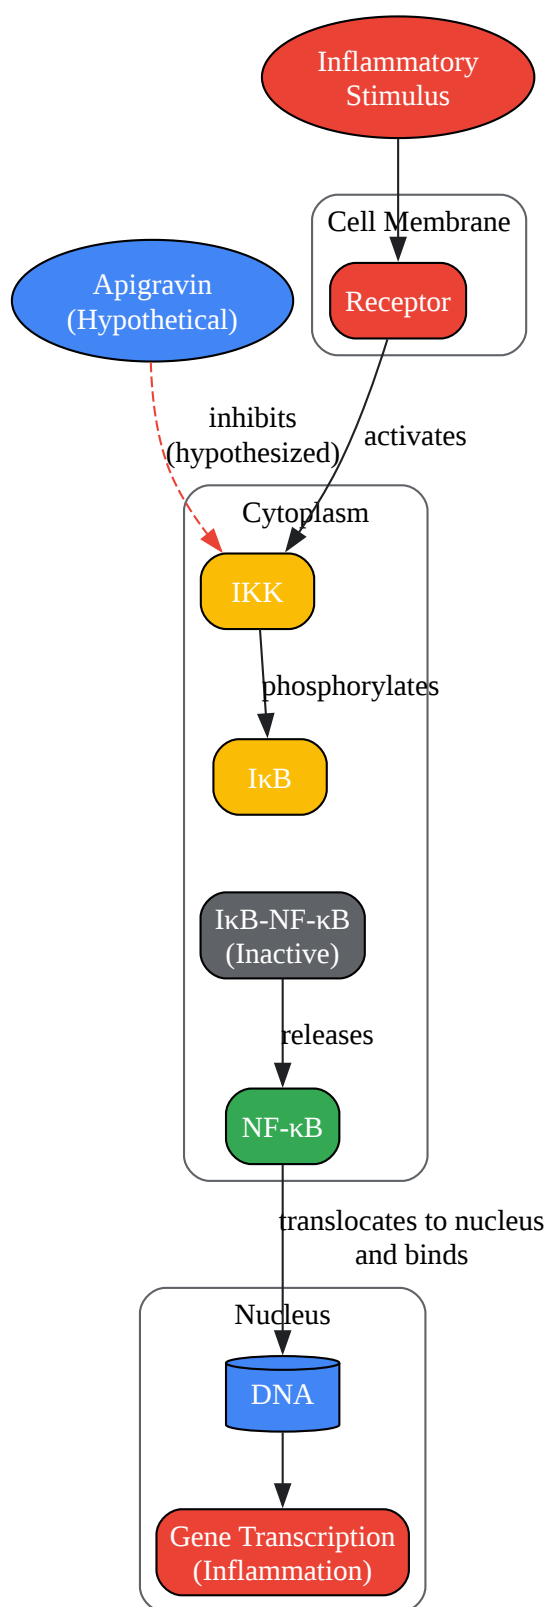 Inflammatory
Stimulus
Cell Membrane
Apigravin
(Hypothetical)
Receptor
inhibits
(hypothesized)
activates
Cytoplasm
IKK
phosphorylates
IκB
IκB-NF-κB
(Inactive)
releases
NF-κB
translocates to nucleus
and binds
Nucleus
DNA
Gene Transcription
(Inflammation)